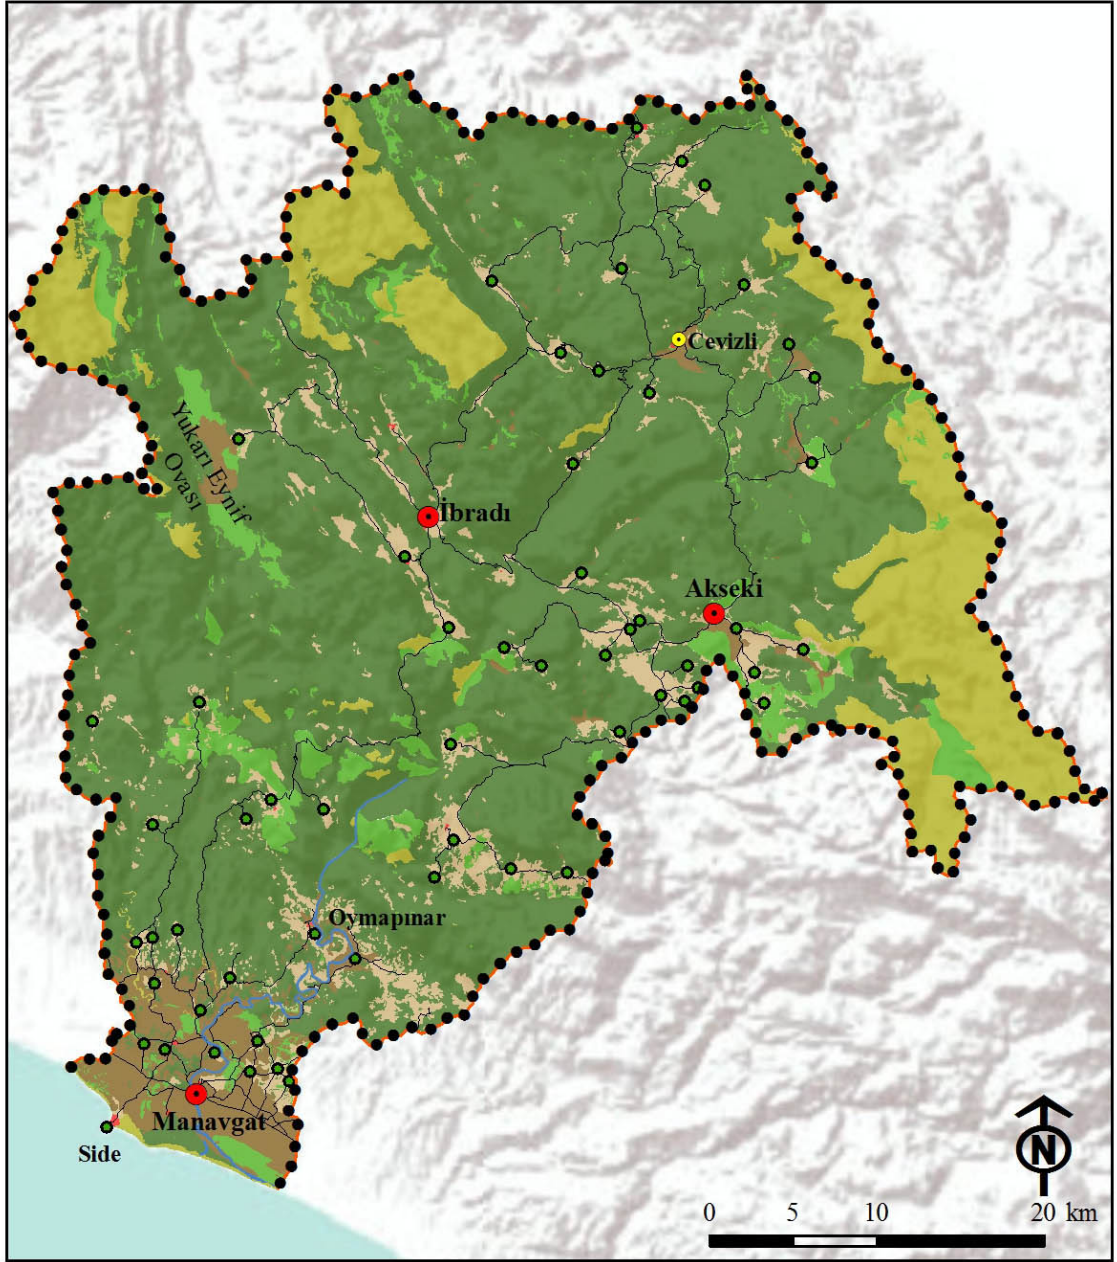 Cevizli
Yukarı Eynif
Ovası
İbradı
Akseki
Oymapınar
Manavgat
Side
N
0 5 10 20 km